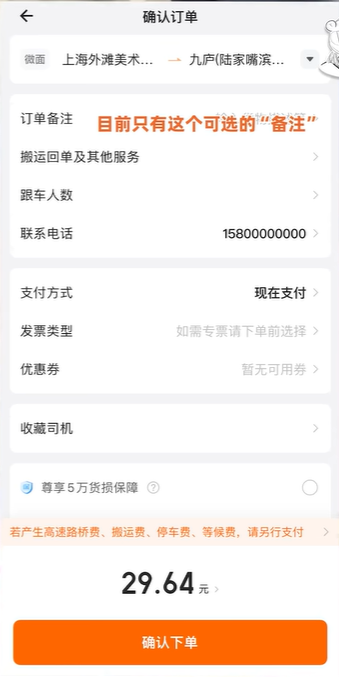 确认订单
微面 上海外滩美术... → 九庐(陆家嘴滨...
订单备注
目前只有这个可选的“备注”
搬运回单及其他服务
跟车人数
联系电话 15800000000
支付方式 现在支付
发票类型 如需专票请下单前选择
优惠券 暂无可用券
收藏司机
尊享5万货损保障 ?
若产生高速路桥费、搬运费、停车费、等候费，请另行支付
29.64 元
确认下单